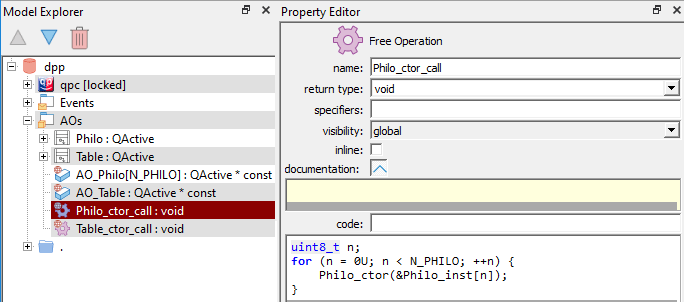 Model Explorer
dpp
qpc [locked]
Events
AOs
Philo : QActive
Table : QActive
AO_Philo[N_PHILO] : QActive * const
AO_Table : QActive * const
Philo_ctor_call : void
Table_ctor_call : void
.
Property Editor
Free Operation
name: Philo_ctor_call
return type: void
specifiers:
visibility: global
inline:
documentation:
code:
uint8_t n;
for (n = 0U; n < N_PHILO; ++n) {
    Philo_ctor(&Philo_inst[n]);
}